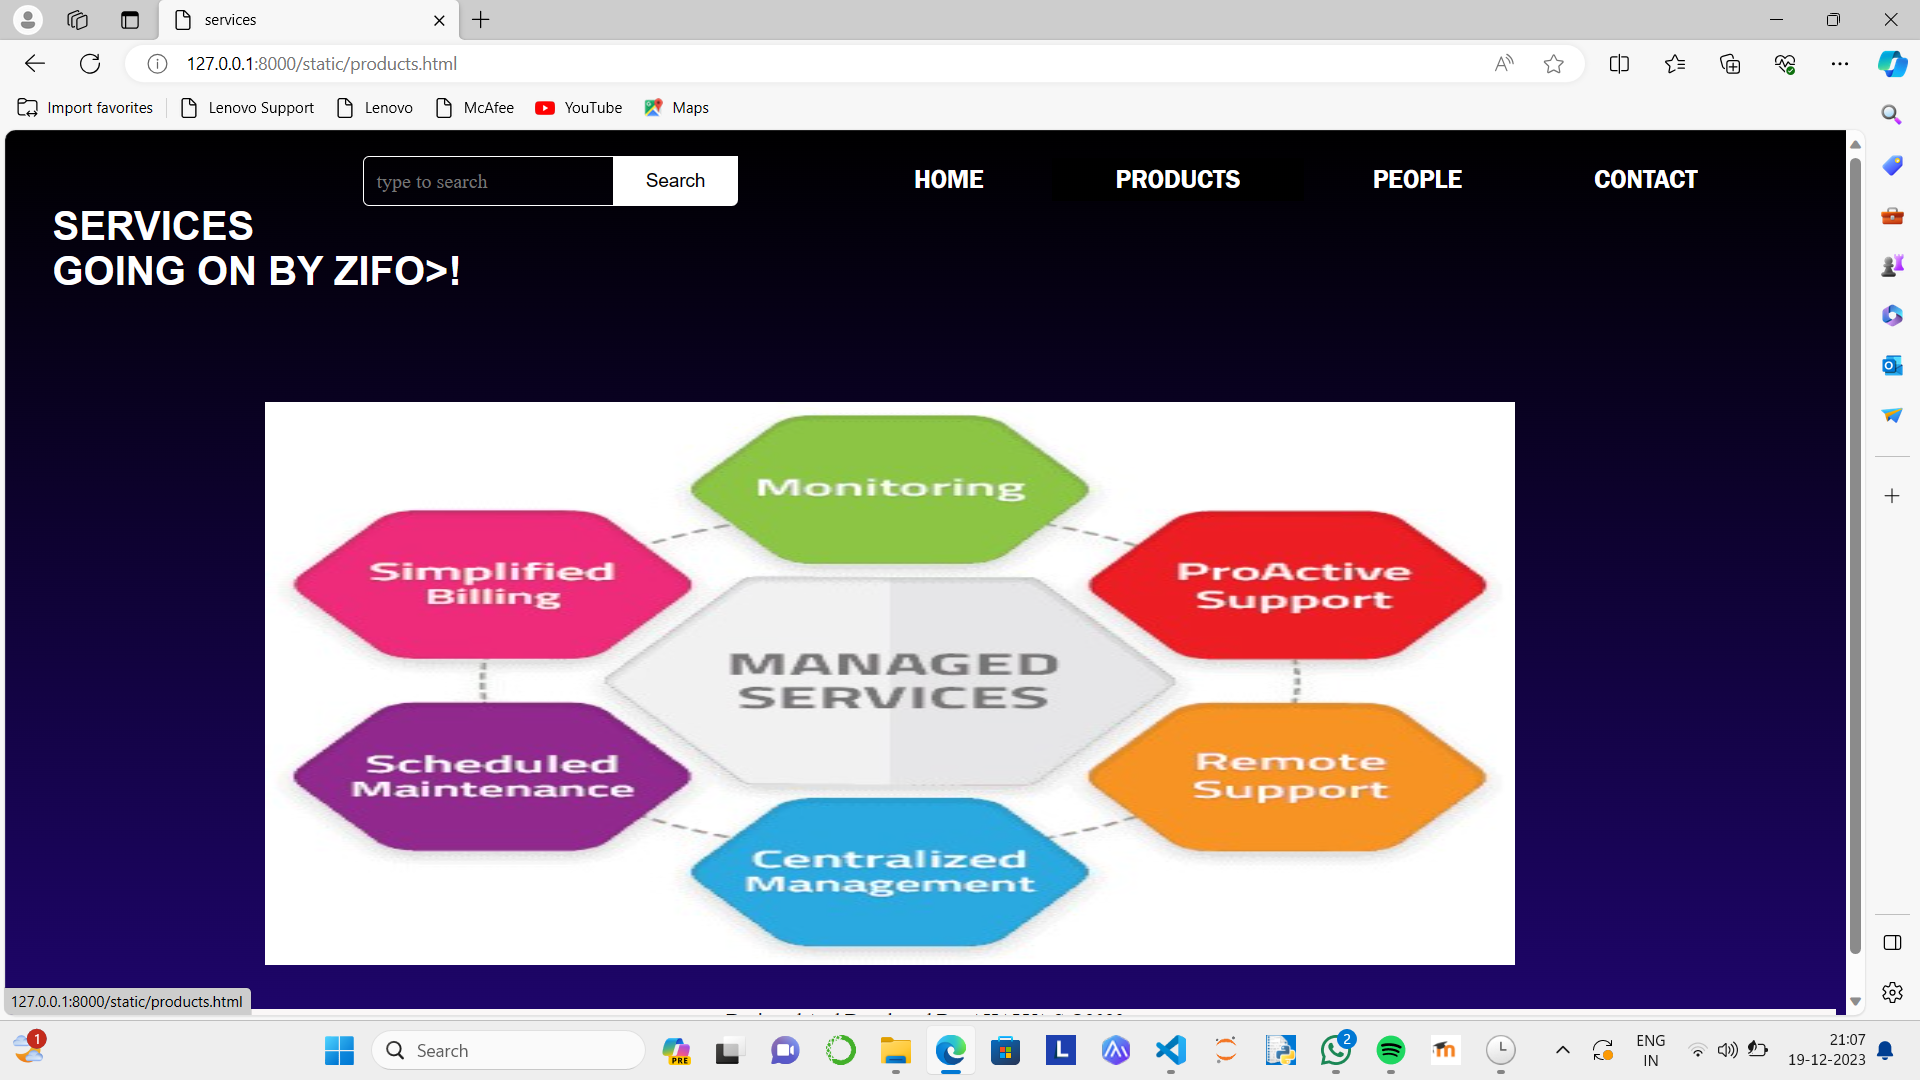 services
127.0.0.1:8000/static/products.html
Import favorites
Lenovo Support
Lenovo
McAfee
YouTube
Maps
type to search
Search
HOME
PRODUCTS
PEOPLE
CONTACT
SERVICES
GOING ON BY ZIFO>!
Monitoring
Simplified
Billing
ProActive
Support
MANAGED
SERVICES
Scheduled
Maintenance
Remote
Support
Centralized
Management
127.0.0.1:8000/static/products.html
1
Search
PRE
L
2
m
ENG
IN
21:07
19-12-2023